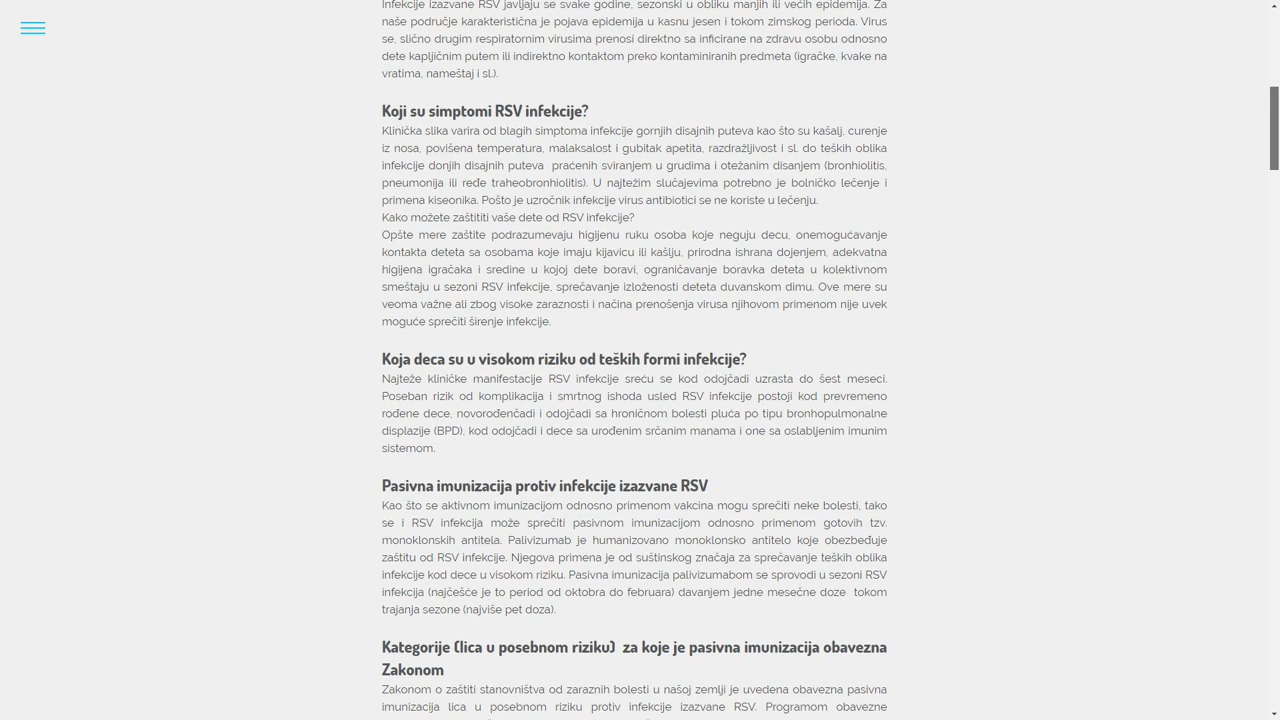 Infekcije izazvane RSV javljaju se svake godine, sezonski u obliku manjih ili većih epidemija. Za
naše područje karakteristična je pojava epidemija u kasnu jesen i tokom zimskog perioda. Virus
se, slično drugim respiratornim virusima prenosi direktno sa inficirane na zdravu osobu odnosno
dete kapljičnim putem ili indirektno kontaktom preko kontaminiranih predmeta (igračke, kvake na
vratima, nameštaj i sl.).
Koji su simptomi RSV infekcije?
Klinička slika varira od blagih simptoma infekcije gornjih disajnih puteva kao što su kašalj, curenje
iz nosa, povišena temperatura, malaksalost i gubitak apetita, razdražljivost i sl. do teških oblika
infekcije donjih disajnih puteva  praćenih sviranjem u grudima i otežanim disanjem (bronhiolitis,
pneumonija ili ređe traheobronhiolitis). U najtežim slučajevima potrebno je bolničko lečenje i
primena kiseonika. Pošto je uzročnik infekcije virus antibiotici se ne koriste u lečenju.
Kako možete zaštititi vaše dete od RSV infekcije?
Opšte mere zaštite podrazumevaju higijenu ruku osoba koje neguju decu, onemogućavanje
kontakta deteta sa osobama koje imaju kijavicu ili kašlju, prirodna ishrana dojenjem, adekvatna
higijena igračaka i sredine u kojoj dete boravi, ograničavanje boravka deteta u kolektivnom
smeštaju u sezoni RSV infekcije, sprečavanje izloženosti deteta duvanskom dimu. Ove mere su
veoma važne ali zbog visoke zaraznosti i načina prenošenja virusa njihovom primenom nije uvek
moguće sprečiti širenje infekcije.
Koja deca su u visokom riziku od teških formi infekcije?
Najteže kliničke manifestacije RSV infekcije sreću se kod odojčadi uzrasta do šest meseci.
Poseban rizik od komplikacija i smrtnog ishoda usled RSV infekcije postoji kod prevremeno
rođene dece, novorođenčadi i odojčadi sa hroničnom bolesti pluća po tipu bronhopulmonalne
displazije (BPD), kod odojčadi i dece sa urođenim srčanim manama i one sa oslabljenim imunim
sistemom.
Pasivna imunizacija protiv infekcije izazvane RSV
Kao što se aktivnom imunizacijom odnosno primenom vakcina mogu sprečiti neke bolesti, tako
se i RSV infekcija može sprečiti pasivnom imunizacijom odnosno primenom gotovih tzv.
monoklonskih antitela. Palivizumab je humanizovano monoklonsko antitelo koje obezbeđuje
zaštitu od RSV infekcije. Njegova primena je od suštinskog značaja za sprečavanje teških oblika
infekcije kod dece u visokom riziku. Pasivna imunizacija palivizumabom se sprovodi u sezoni RSV
infekcija (najčešće je to period od oktobra do februara) davanjem jedne mesečne doze  tokom
trajanja sezone (najviše pet doza).
Kategorije (lica u posebnom riziku)  za koje je pasivna imunizacija obavezna
Zakonom
Zakonom o zaštiti stanovništva od zaraznih bolesti u našoj zemlji je uvedena obavezna pasivna
imunizacija lica u posebnom riziku protiv infekcije izazvane RSV. Programom obavezne